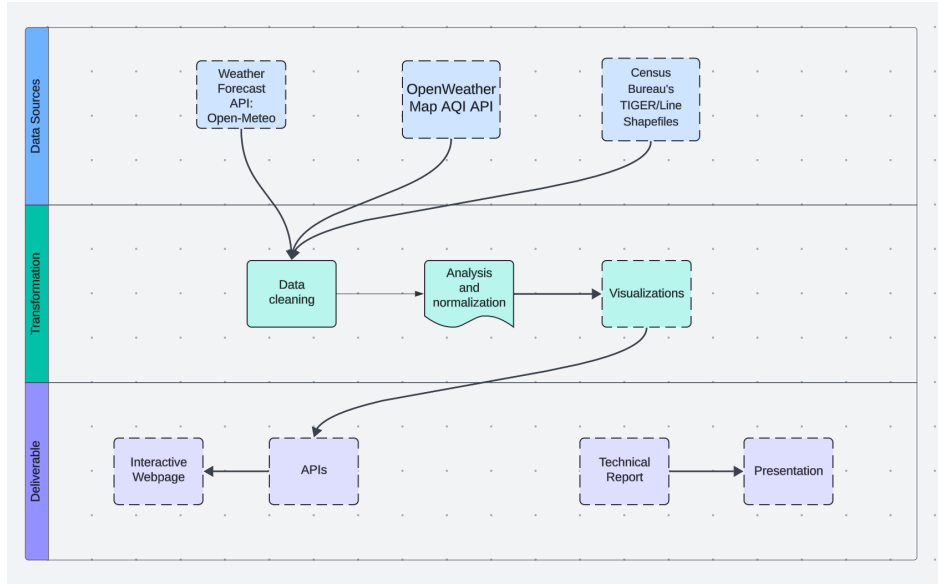 Data Sources
Weather
Forecast
API:
Open-Meteo
OpenWeather
Map AQI API
Census
Bureau's
TIGER/Line
Shapefiles
Transformation
Data
cleaning
Analysis
and
normalization
Visualizations
Deliverable
Interactive
Webpage
APIs
Technical
Report
Presentation